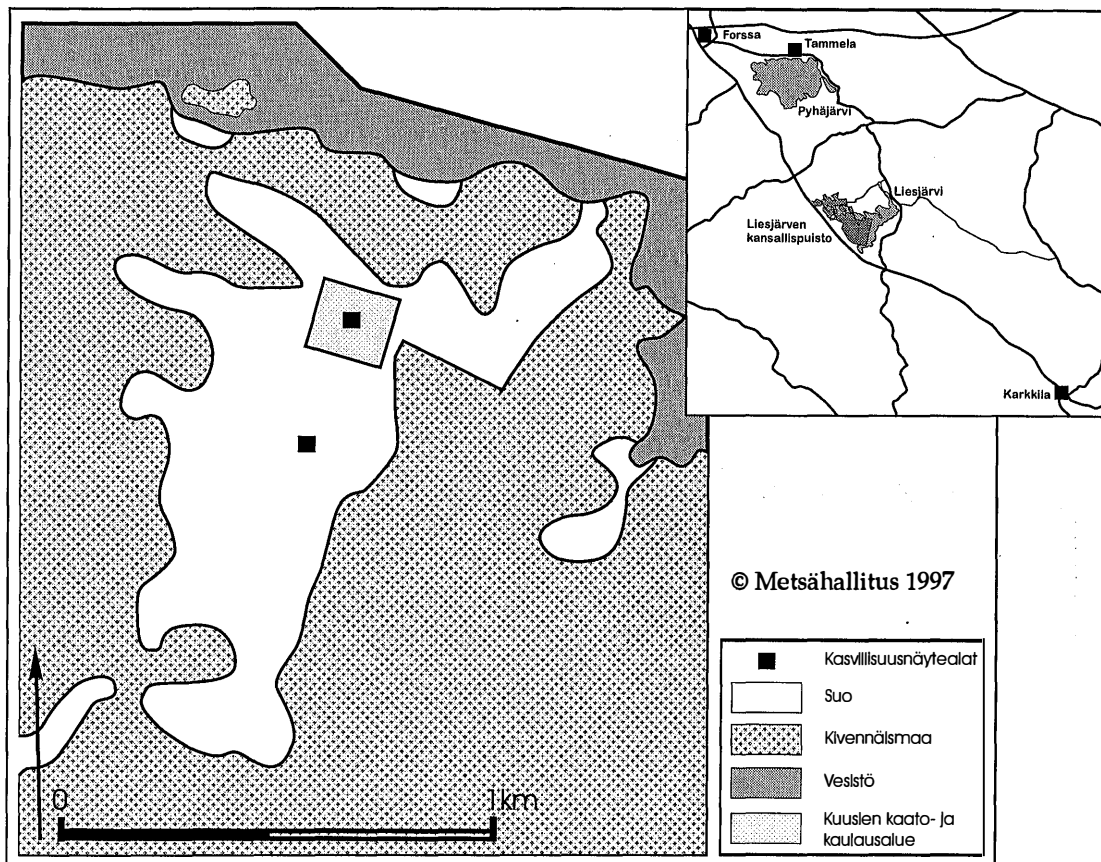 Forssa
Tammela
Pyhäjärvi
Liesjärvi
Liesjärven
kansallispuisto
Karkkila
© Metsähallitus 1997
Kasvillisuusnäytealat
Suo
Kivennäismaa
Vesistö
Kuusien kaato- ja
kaulausalue
0
1km